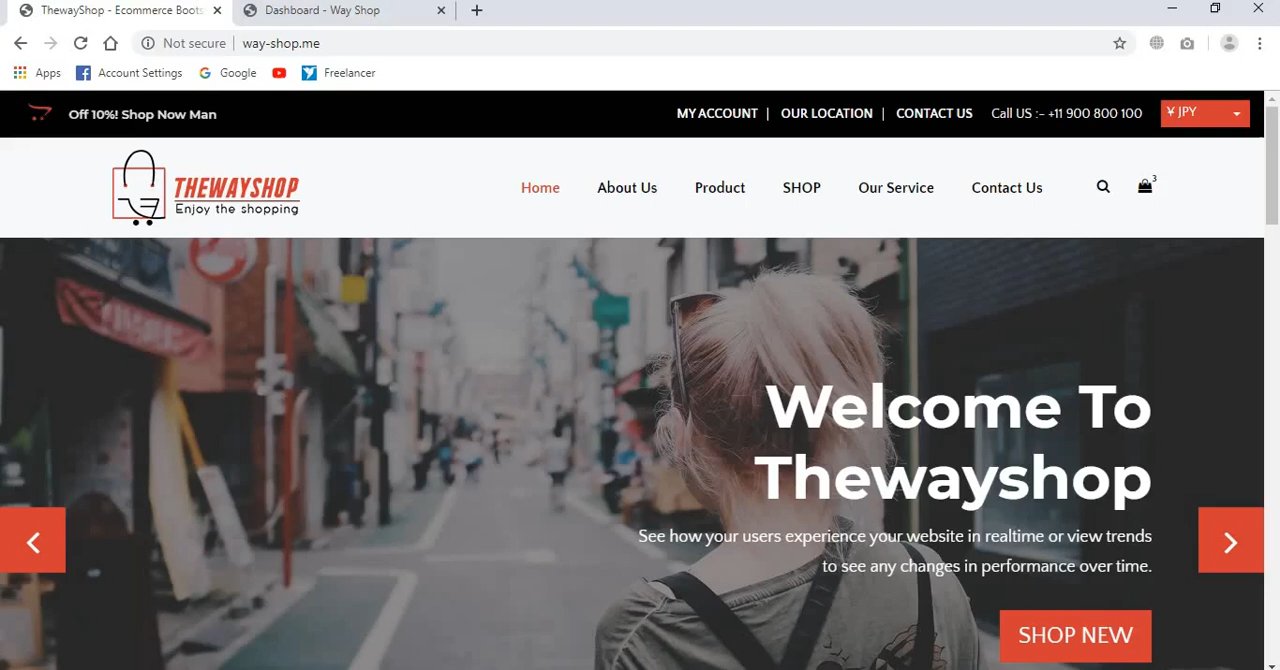 ThewayShop - Ecommerce Boots
Dashboard - Way Shop
Not secure
way-shop.me
Apps
Account Settings
Google
Freelancer
Off 10%! Shop Now Man
MY ACCOUNT | OUR LOCATION | CONTACT US
Call US :- +11 900 800 100
¥ JPY
THEWAYSHOP
Enjoy the shopping
Home
About Us
Product
SHOP
Our Service
Contact Us
3
Welcome To
Thewayshop
See how your users experience your website in realtime or view trends
to see any changes in performance over time.
SHOP NEW